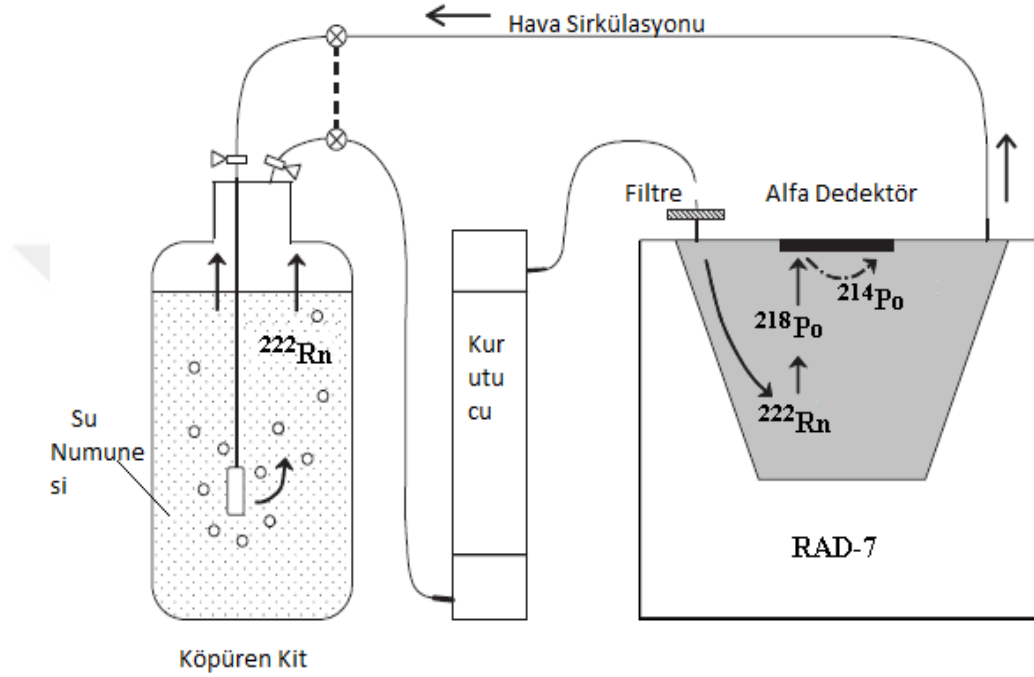 Hava Sirkülasyonu
Filtre
Alfa Dedektör
²¹⁴Po
²¹⁸Po
²²²Rn
²²²Rn
Kur
utu
cu
Su
Numune
si
RAD-7
Köpüren Kit